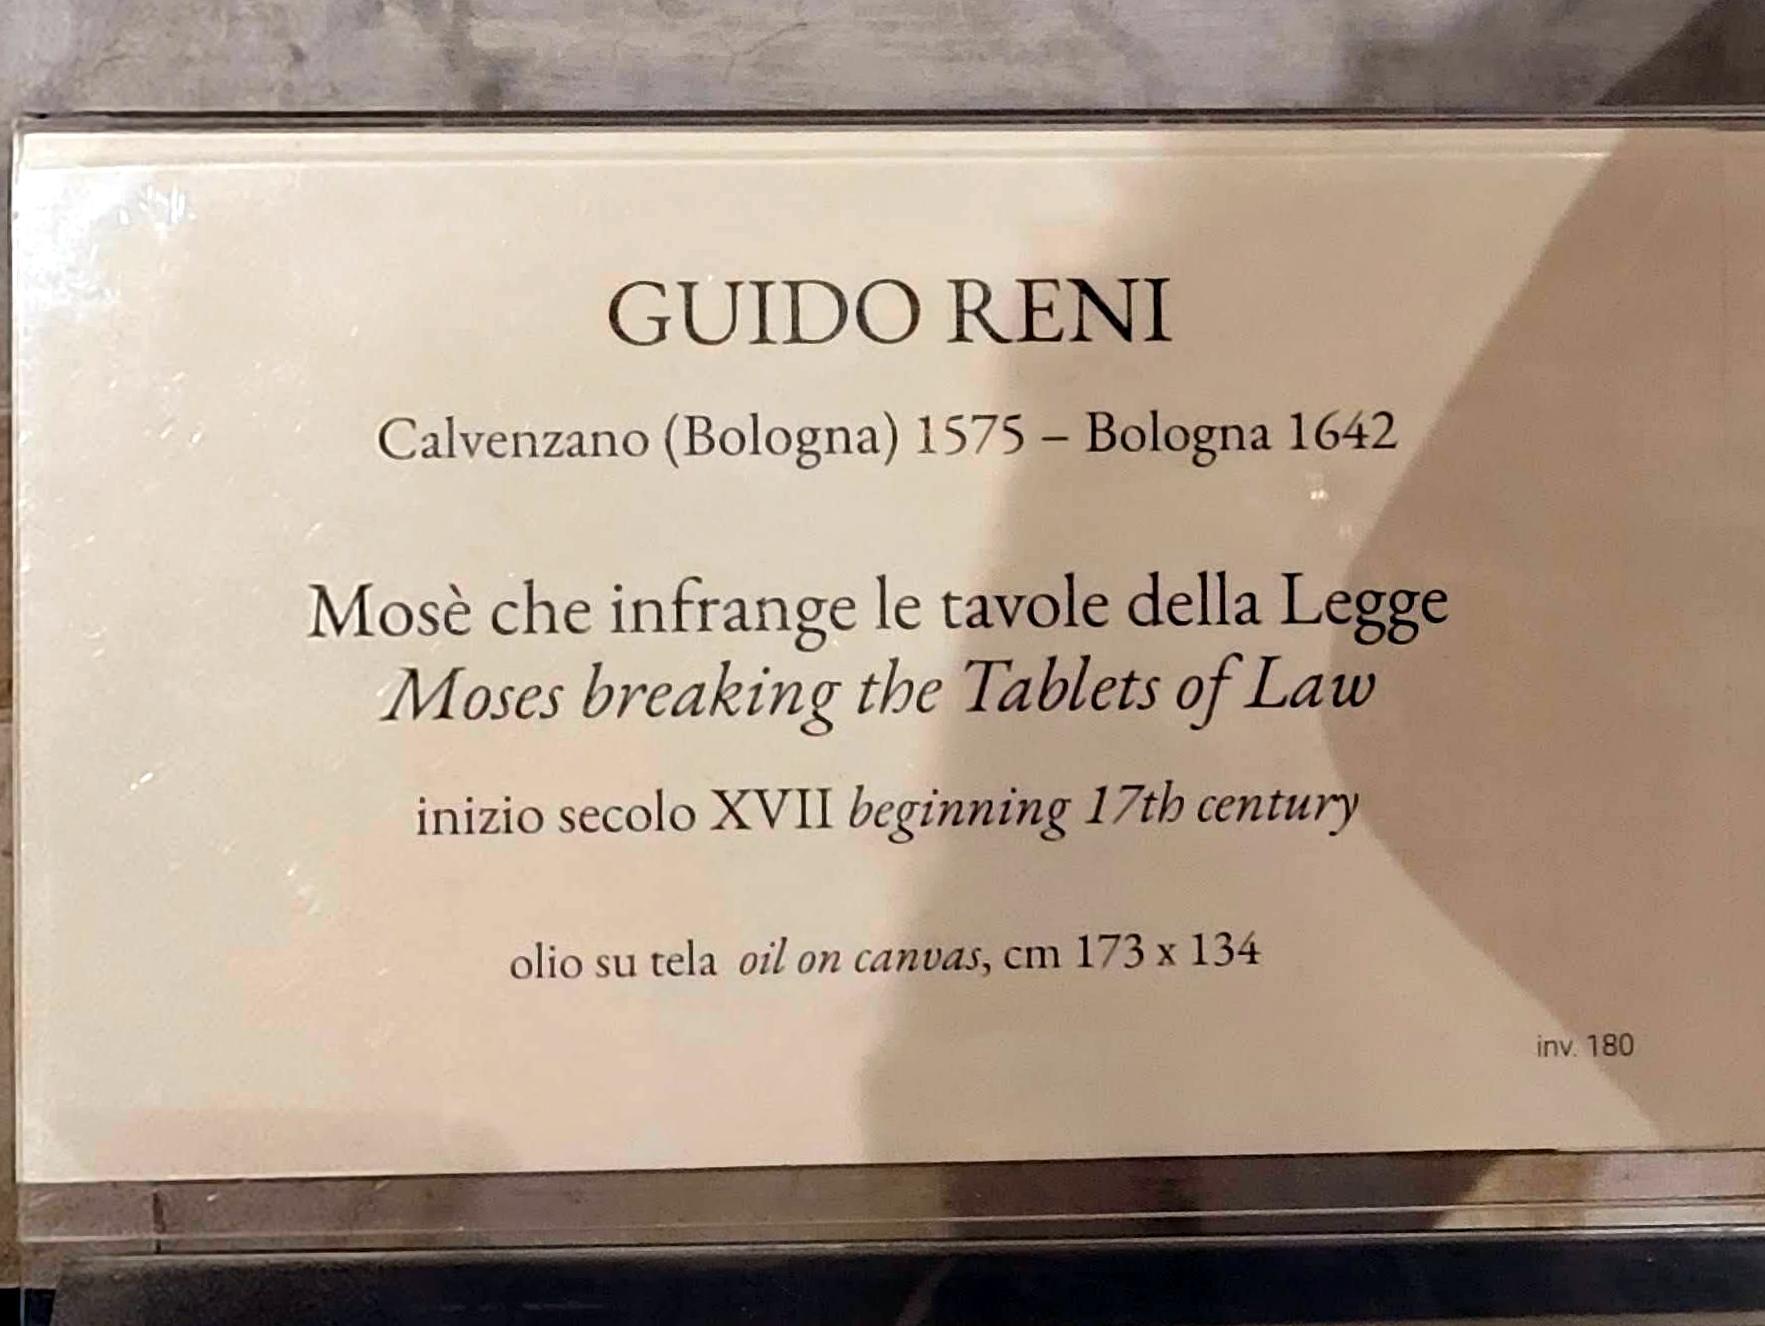 GUIDO RENI
Calvenzano (Bologna) 1575 – Bologna 1642
Mosè che infrange le tavole della Legge
Moses breaking the Tablets of Law
inizio secolo XVII beginning 17th century
olio su tela oil on canvas, cm 173 x 134
inv. 180